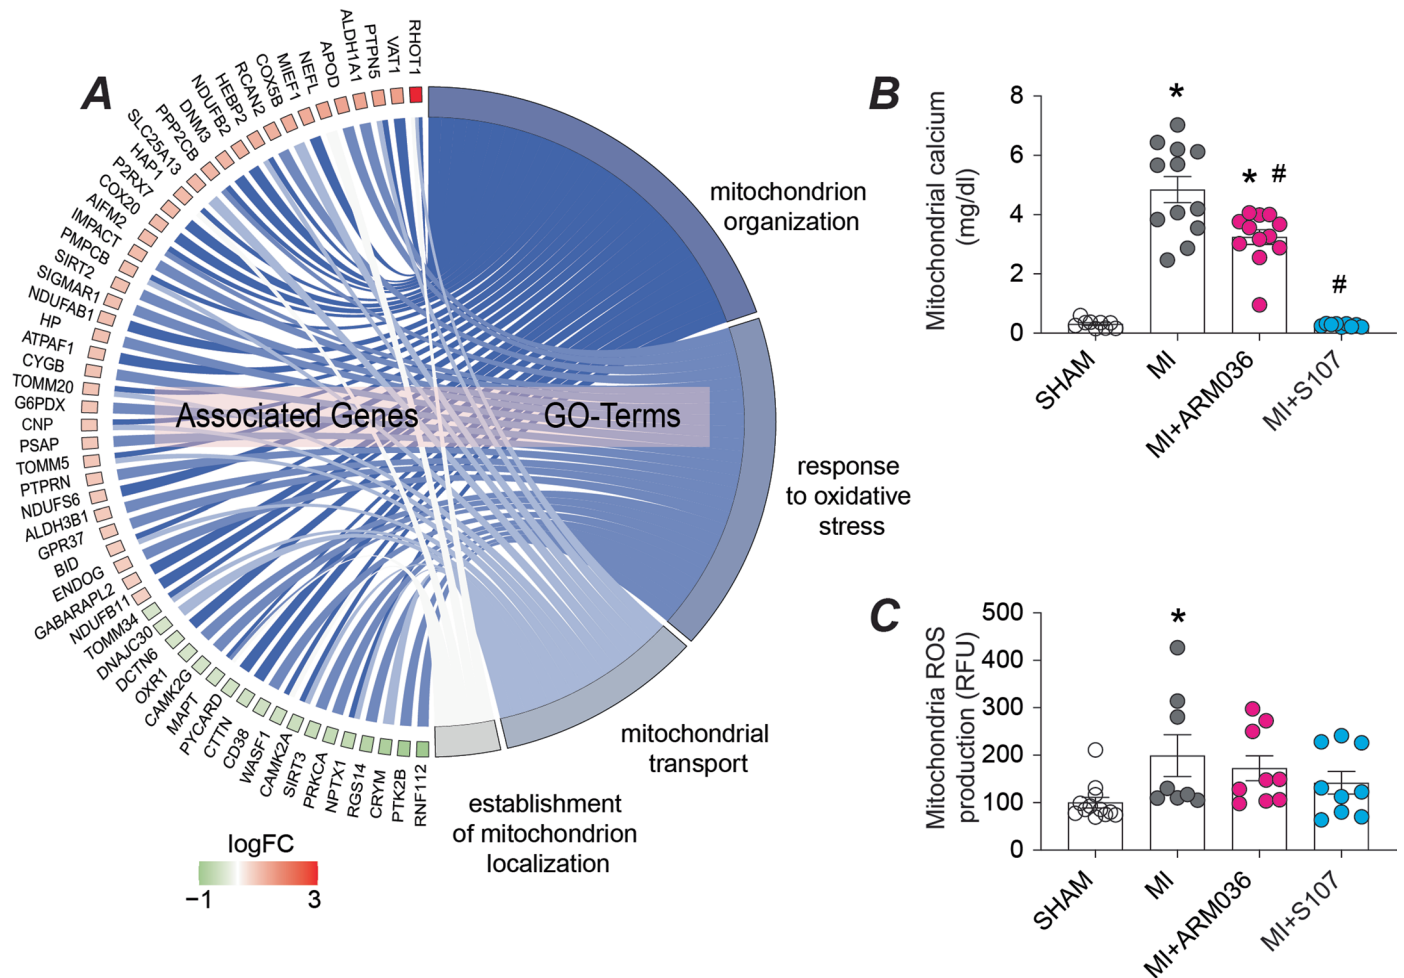 A
RHOT1
VAT1
PTPN5
ALDH1A1
APOD
NEFL
MIEF1
COX5B
RCAN2
HEBP2
NDUFB2
DNM3
PPP2CB
SLC25A13
HAP1
P2RX7
COX20
AIFM2
IMPACT
PMPCB
SIRT2
SIGMAR1
NDUFAB1
HP
ATPAF1
CYGB
TOMM20
G6PDX
CNP
PSAP
TOMM5
PTPRN
NDUFS6
ALDH3B1
GPR37
BID
ENDOG
GABARAPL2
NDUFB11
TOMM34
DNAJC30
DCTN6
OXR1
CAMK2G
MAPT
PYCARD
CTTN
CD38
WASF1
CAMK2A
SIRT3
PRKCA
NPTX1
RGS14
CRYM
PTK2B
RNF112
Associated Genes
GO-Terms
mitochondrion
organization
response
to oxidative
stress
mitochondrial
transport
establishment
of mitochondrion
localization
logFC
−1
3
B
Mitochondrial calcium
(mg/dl)
8
6
4
2
0
*
* #
#
SHAM
MI
MI+ARM036
MI+S107
C
Mitochondria ROS
production (RFU)
500
400
300
200
100
0
*
SHAM
MI
MI+ARM036
MI+S107